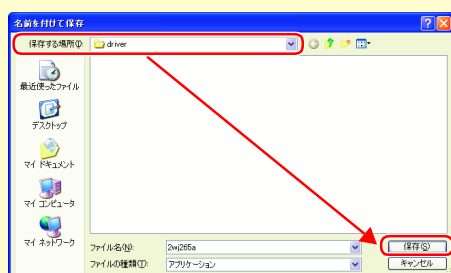 名前を付けて保存
保存する場所(I):
driver
最近使ったファイル
デスクトップ
マイ ドキュメント
マイ コンピュータ
マイ ネットワーク
ファイル名(N):
2wj265a
保存(S)
ファイルの種類(T):
アプリケーション
キャンセル